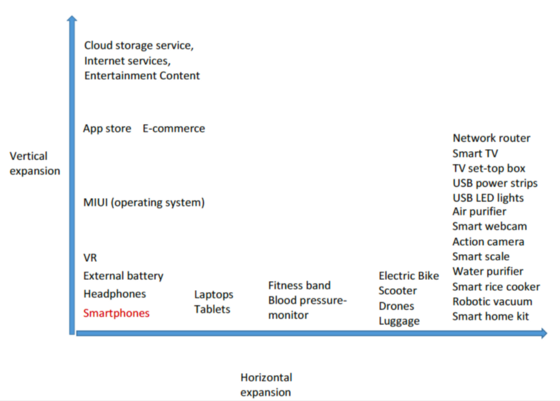 Cloud storage service,
Internet services,
Entertainment Content
App store E-commerce
Vertical
expansion
MIUI (operating system)
VR
External battery
Headphones
Smartphones
Laptops
Tablets
Fitness band
Blood pressure-
monitor
Electric Bike
Scooter
Drones
Luggage
Network router
Smart TV
TV set-top box
USB power strips
USB LED lights
Air purifier
Smart webcam
Action camera
Smart scale
Water purifier
Smart rice cooker
Robotic vacuum
Smart home kit
Horizontal
expansion